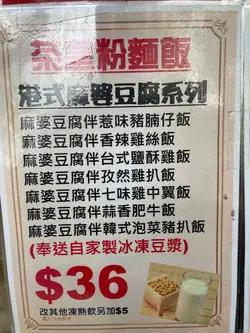 茶皇粉麵飯
港式麻婆豆腐系列
麻婆豆腐伴惹味豬腩仔飯
麻婆豆腐伴香辣雞絲飯
麻婆豆腐伴台式鹽酥雞飯
麻婆豆腐伴孜然雞扒飯
麻婆豆腐伴七味雞中翼飯
麻婆豆腐伴蒜香肥牛飯
麻婆豆腐伴韓式泡菜豬扒飯
(奉送自家製冰凍豆漿)
$36
改其他凍熱飲另加$5